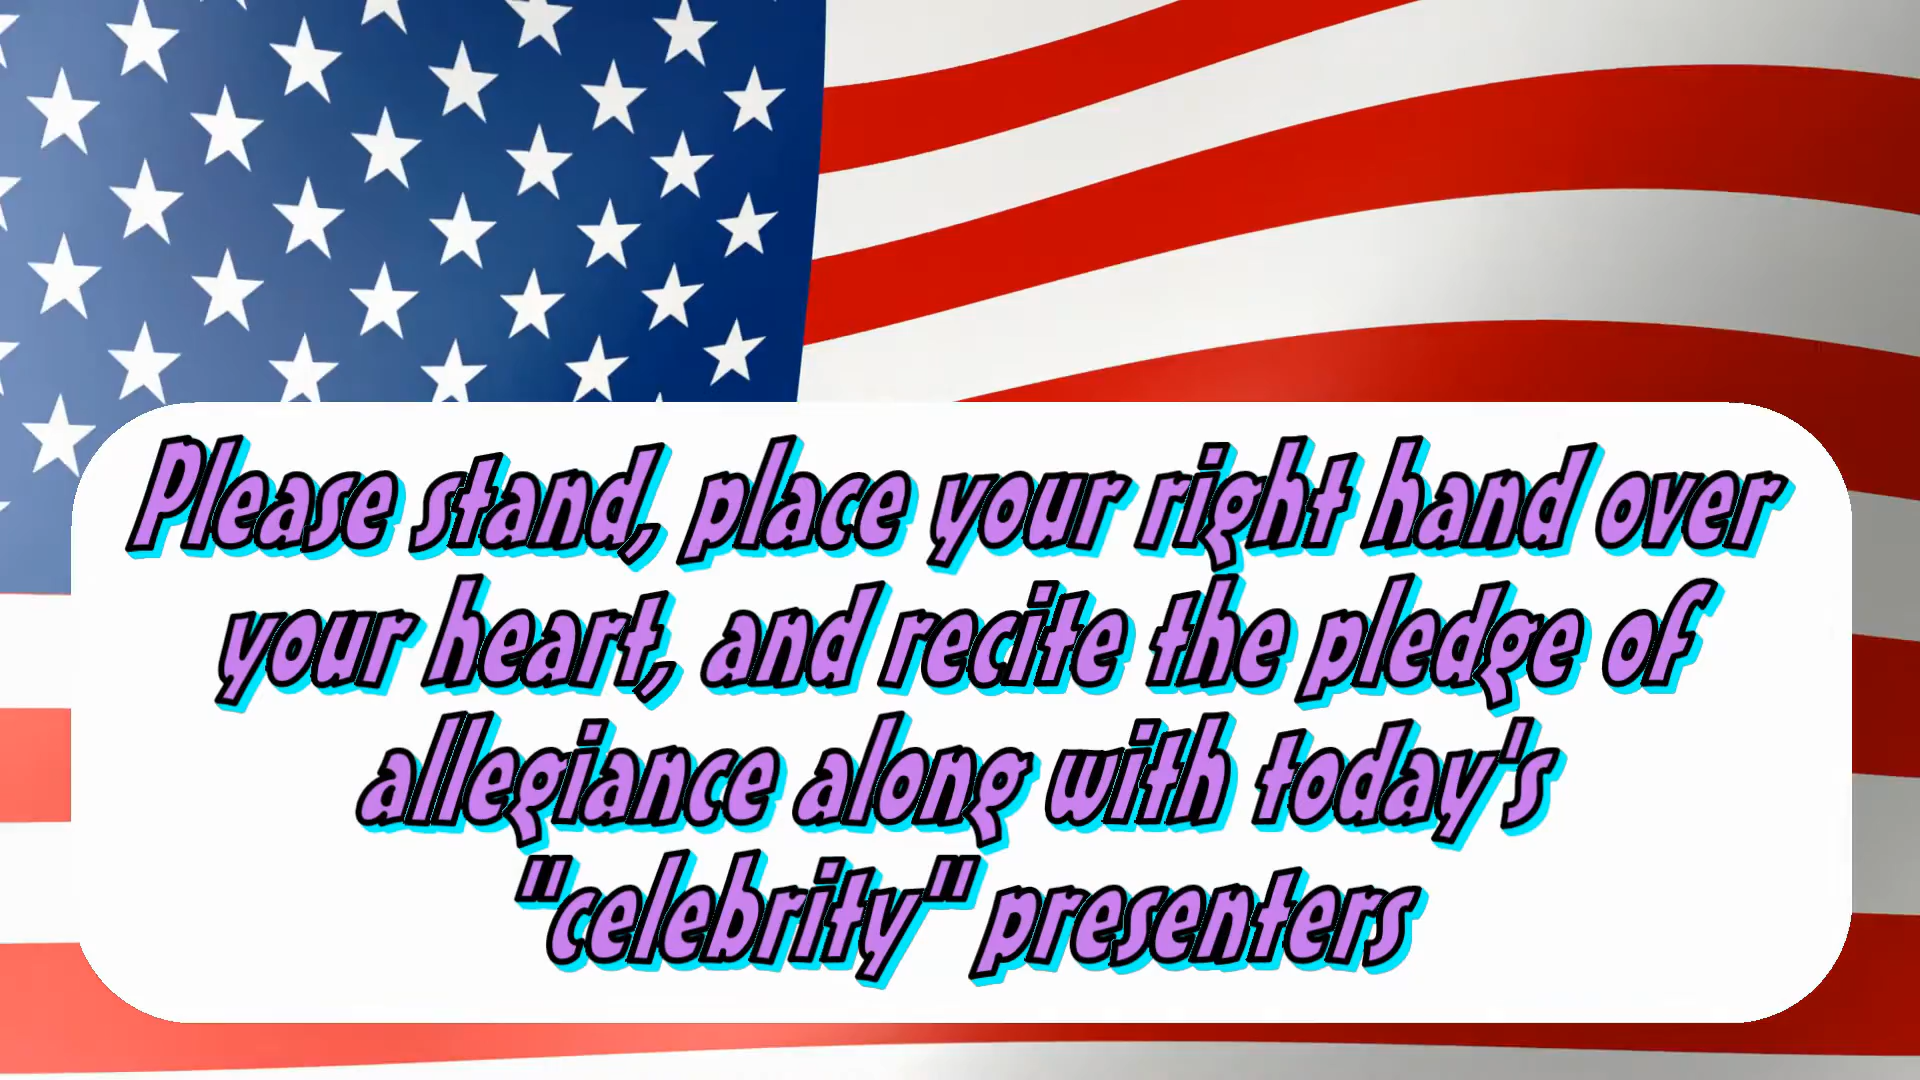 Please stand, place your right hand over
your heart, and recite the pledge of
allegiance along with today's
"celebrity" presenters